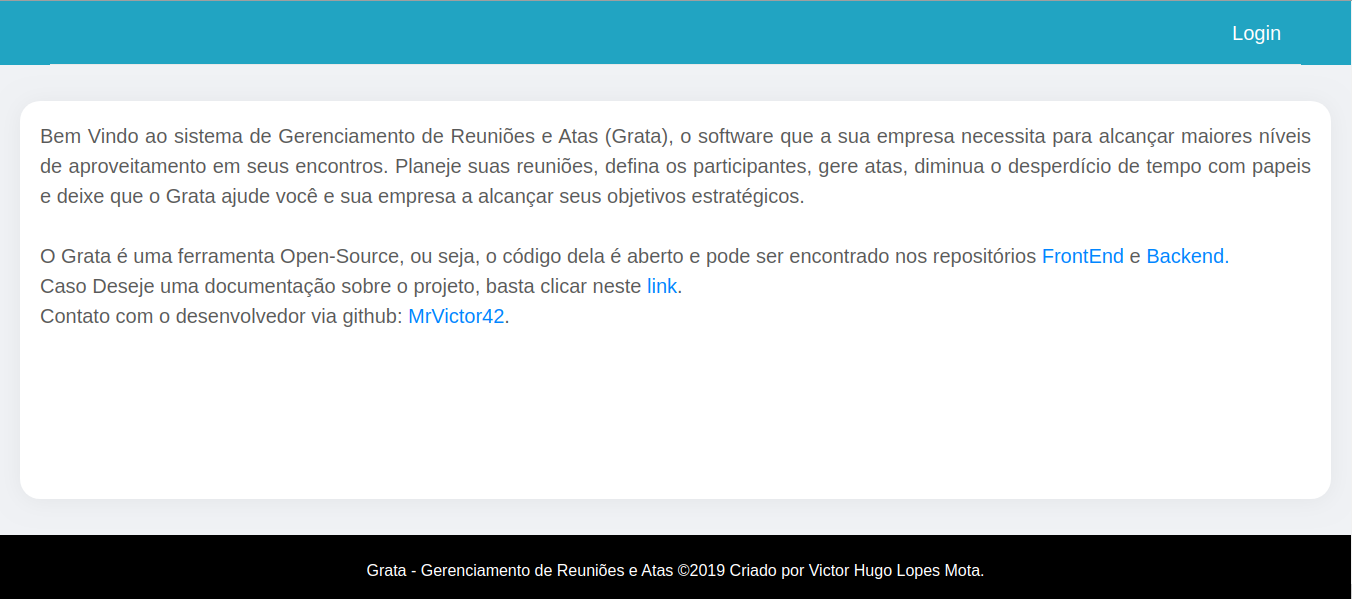 Login
Bem Vindo ao sistema de Gerenciamento de Reuniões e Atas (Grata), o software que a sua empresa necessita para alcançar maiores níveis
de aproveitamento em seus encontros. Planeje suas reuniões, defina os participantes, gere atas, diminua o desperdício de tempo com papeis
e deixe que o Grata ajude você e sua empresa a alcançar seus objetivos estratégicos.
O Grata é uma ferramenta Open-Source, ou seja, o código dela é aberto e pode ser encontrado nos repositórios FrontEnd e Backend.
Caso Deseje uma documentação sobre o projeto, basta clicar neste link.
Contato com o desenvolvedor via github: MrVictor42.
Grata - Gerenciamento de Reuniões e Atas ©2019 Criado por Victor Hugo Lopes Mota.